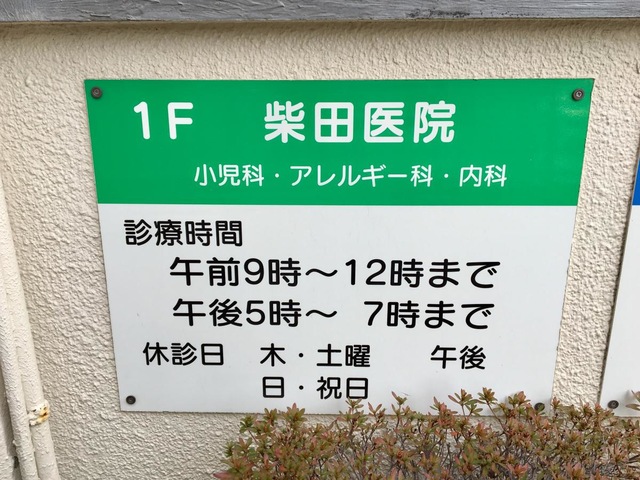 1F 柴田医院
小児科・アレルギー科・内科
診療時間
午前9時～12時まで
午後5時～ 7時まで
休診日 木・土曜 午後
日・祝日